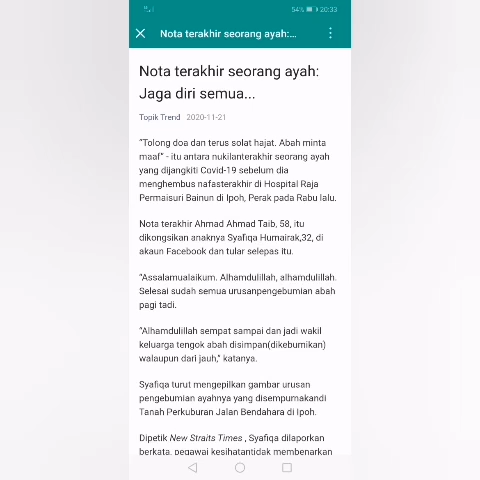 54% 20:33
Nota terakhir seorang ayah:...
Nota terakhir seorang ayah:
Jaga diri semua...
Topik Trend 2020-11-21
“Tolong doa dan terus solat hajat. Abah minta
maaf” - itu antara nukilanterakhir seorang ayah
yang dijangkiti Covid-19 sebelum dia
menghembus nafasterakhir di Hospital Raja
Permaisuri Bainun di Ipoh, Perak pada Rabu lalu.
Nota terakhir Ahmad Ahmad Taib, 58, itu
dikongsikan anaknya Syafiqa Humairak,32, di
akaun Facebook dan tular selepas itu.
“Assalamualaikum. Alhamdulillah, alhamdulillah.
Selesai sudah semua urusanpengebumian abah
pagi tadi.
“Alhamdulillah sempat sampai dan jadi wakil
keluarga tengok abah disimpan(dikebumikan)
walaupun dari jauh,” katanya.
Syafiqa turut mengepilkan gambar urusan
pengebumian ayahnya yang disempurnakandi
Tanah Perkuburan Jalan Bendahara di Ipoh.
Dipetik New Straits Times , Syafiqa dilaporkan
berkata, pegawai kesihatantidak membenarkan